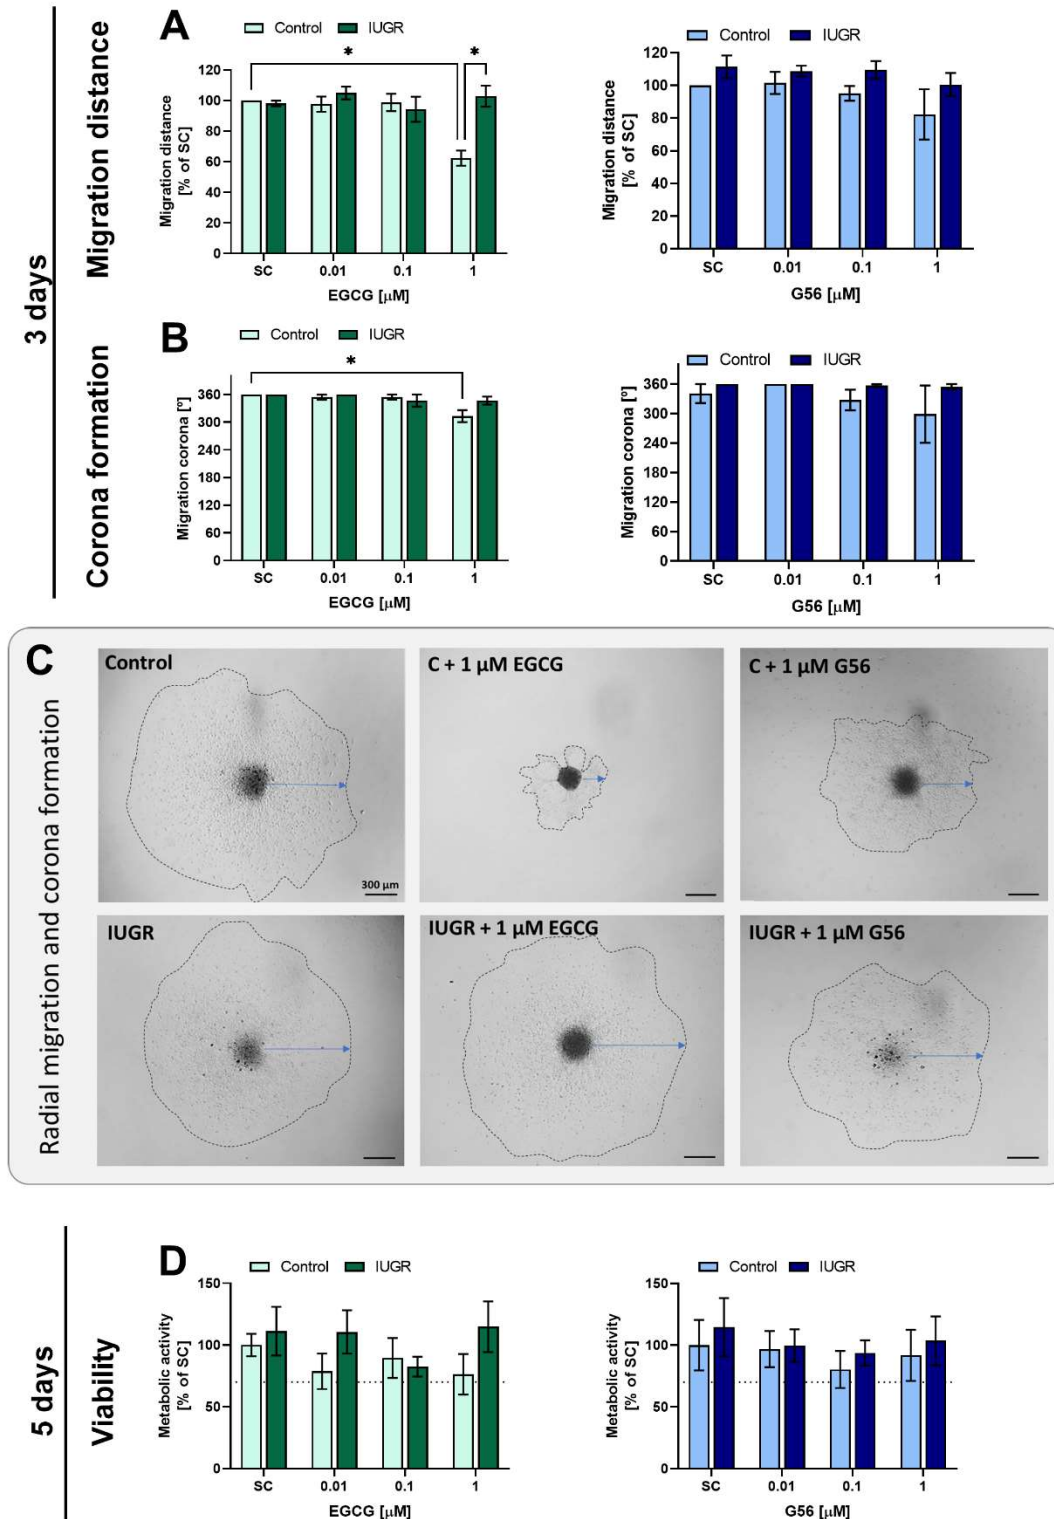 3 days
Migration distance
A
Control IUGR
* *
Migration distance
[% of SC]
120
100
80
60
40
20
0
SC 0.01 0.1 1
EGCG [µM]
Control IUGR
Migration distance
[% of SC]
120
100
80
60
40
20
0
SC 0.01 0.1 1
G56 [µM]
Corona formation
B
Control IUGR
*
Migration corona [º]
360
300
240
180
120
60
0
SC 0.01 0.1 1
EGCG [µM]
Control IUGR
Migration corona [º]
360
300
240
180
120
60
0
SC 0.01 0.1 1
G56 [µM]
C
Radial migration and corona formation
Control
300 µm
C + 1 µM EGCG
C + 1 µM G56
IUGR
IUGR + 1 µM EGCG
IUGR + 1 µM G56
5 days
Viability
D
Control IUGR
Metabolic activity
[% of SC]
150
100
50
0
SC 0.01 0.1 1
EGCG [µM]
Control IUGR
Metabolic activity
[% of SC]
150
100
50
0
SC 0.01 0.1 1
G56 [µM]